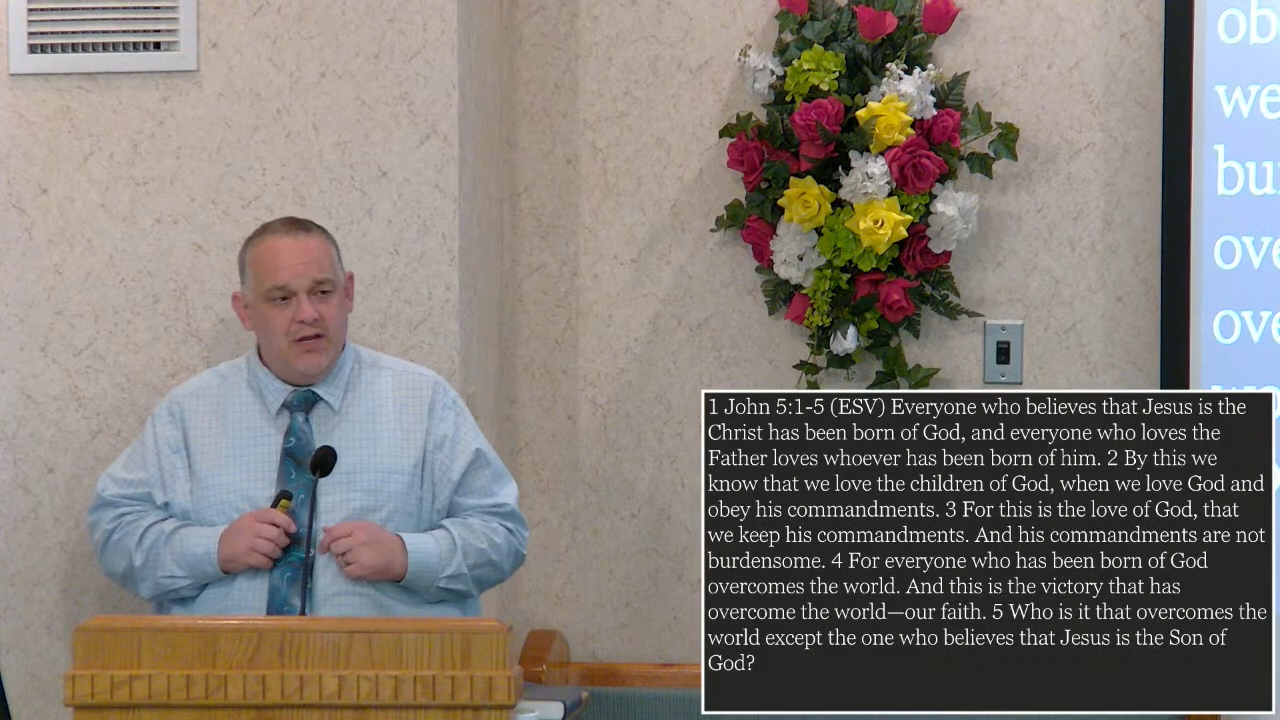 ob
we
bu
ove
ove
1 John 5:1-5 (ESV) Everyone who believes that Jesus is the
Christ has been born of God, and everyone who loves the
Father loves whoever has been born of him. 2 By this we
know that we love the children of God, when we love God and
obey his commandments. 3 For this is the love of God, that
we keep his commandments. And his commandments are not
burdensome. 4 For everyone who has been born of God
overcomes the world. And this is the victory that has
overcome the world—our faith. 5 Who is it that overcomes the
world except the one who believes that Jesus is the Son of
God?